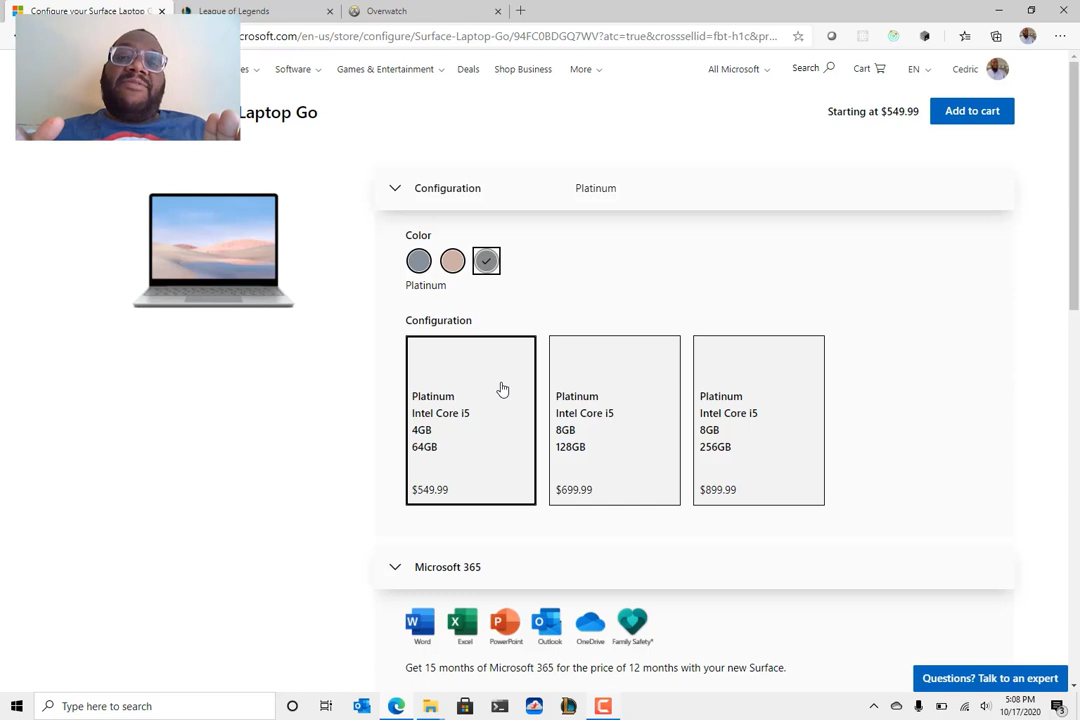 Configure your Surface Laptop G
League of Legends
Overwatch
crosoft.com/en-us/store/configure/Surface-Laptop-Go/94FC0BDGQ7WV?atc=true&crosssellid=fbt-h1c&pr...
es
Software
Games & Entertainment
Deals
Shop Business
More
All Microsoft
Search
Cart
EN
Cedric
Laptop Go
Starting at $549.99
Add to cart
Configuration
Platinum
Color
Platinum
Configuration
Platinum
Intel Core i5
4GB
64GB
$549.99
Platinum
Intel Core i5
8GB
128GB
$699.99
Platinum
Intel Core i5
8GB
256GB
$899.99
Microsoft 365
Word
Excel
PowerPoint
Outlook
OneDrive
Family Safety*
Get 15 months of Microsoft 365 for the price of 12 months with your new Surface.
Questions? Talk to an expert
Type here to search
5:08 PM
10/17/2020
3